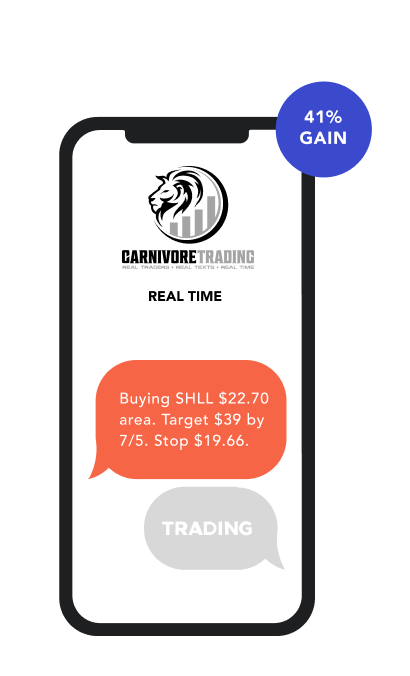 41%
GAIN
CARNIVORETRADING
REAL TRADERS • REAL TEXTS • REAL TIME
REAL TIME
Buying SHLL $22.70
area. Target $39 by
7/5. Stop $19.66.
TRADING